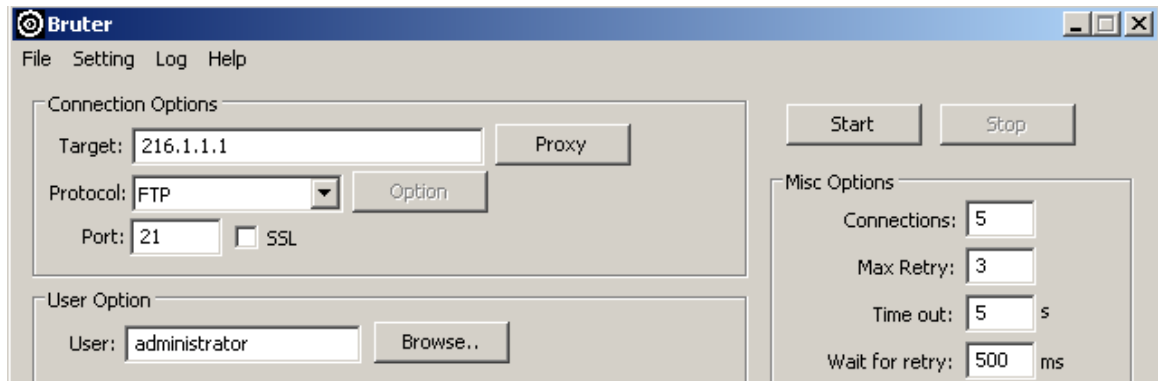 Bruter
File Setting Log Help
Connection Options
Target: 216.1.1.1 Proxy
Protocol: FTP Option
Port: 21 SSL
User Option
User: administrator Browse..
Start Stop
Misc Options
Connections: 5
Max Retry: 3
Time out: 5 s
Wait for retry: 500 ms